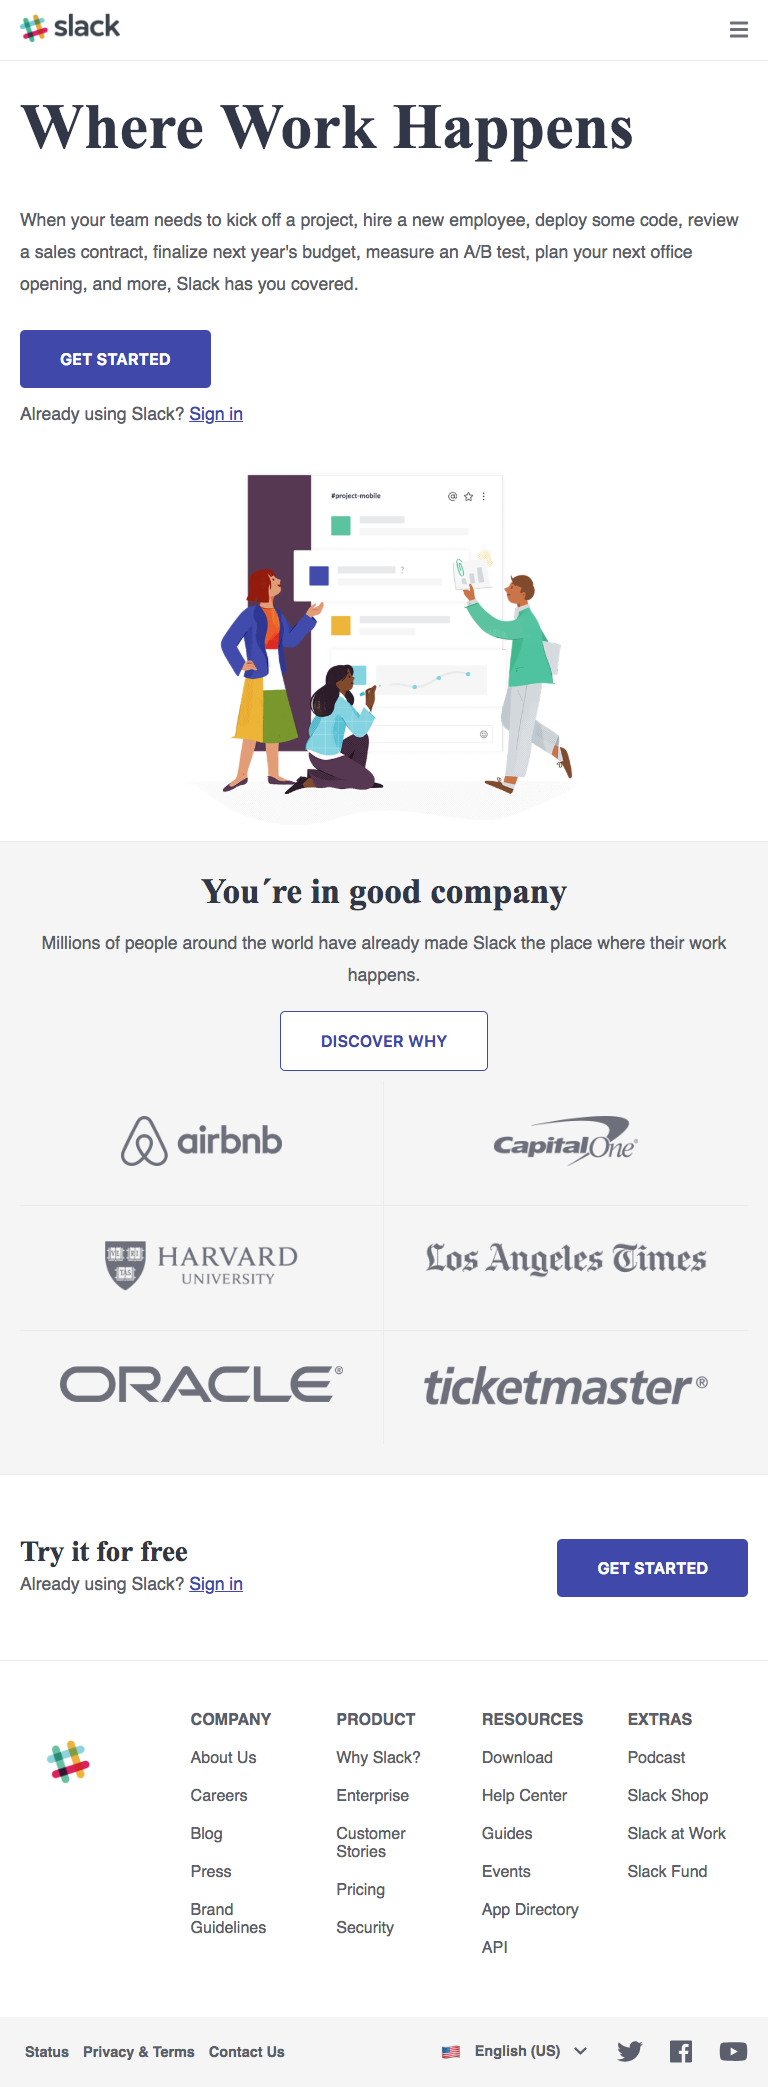 slack
Where Work Happens
When your team needs to kick off a project, hire a new employee, deploy some code, review
a sales contract, finalize next year's budget, measure an A/B test, plan your next office
opening, and more, Slack has you covered.
GET STARTED
Already using Slack? Sign in
#project-mobile
?
You´re in good company
Millions of people around the world have already made Slack the place where their work
happens.
DISCOVER WHY
airbnb
Capital One®
HARVARD
UNIVERSITY
Los Angeles Times
ORACLE®
ticketmaster®
Try it for free
Already using Slack? Sign in
GET STARTED
COMPANY
About Us
Careers
Blog
Press
Brand
Guidelines
PRODUCT
Why Slack?
Enterprise
Customer
Stories
Pricing
Security
RESOURCES
Download
Help Center
Guides
Events
App Directory
API
EXTRAS
Podcast
Slack Shop
Slack at Work
Slack Fund
Status Privacy & Terms Contact Us
English (US)